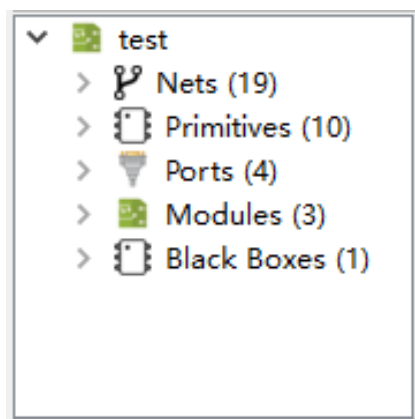 test
Nets (19)
Primitives (10)
Ports (4)
Modules (3)
Black Boxes (1)